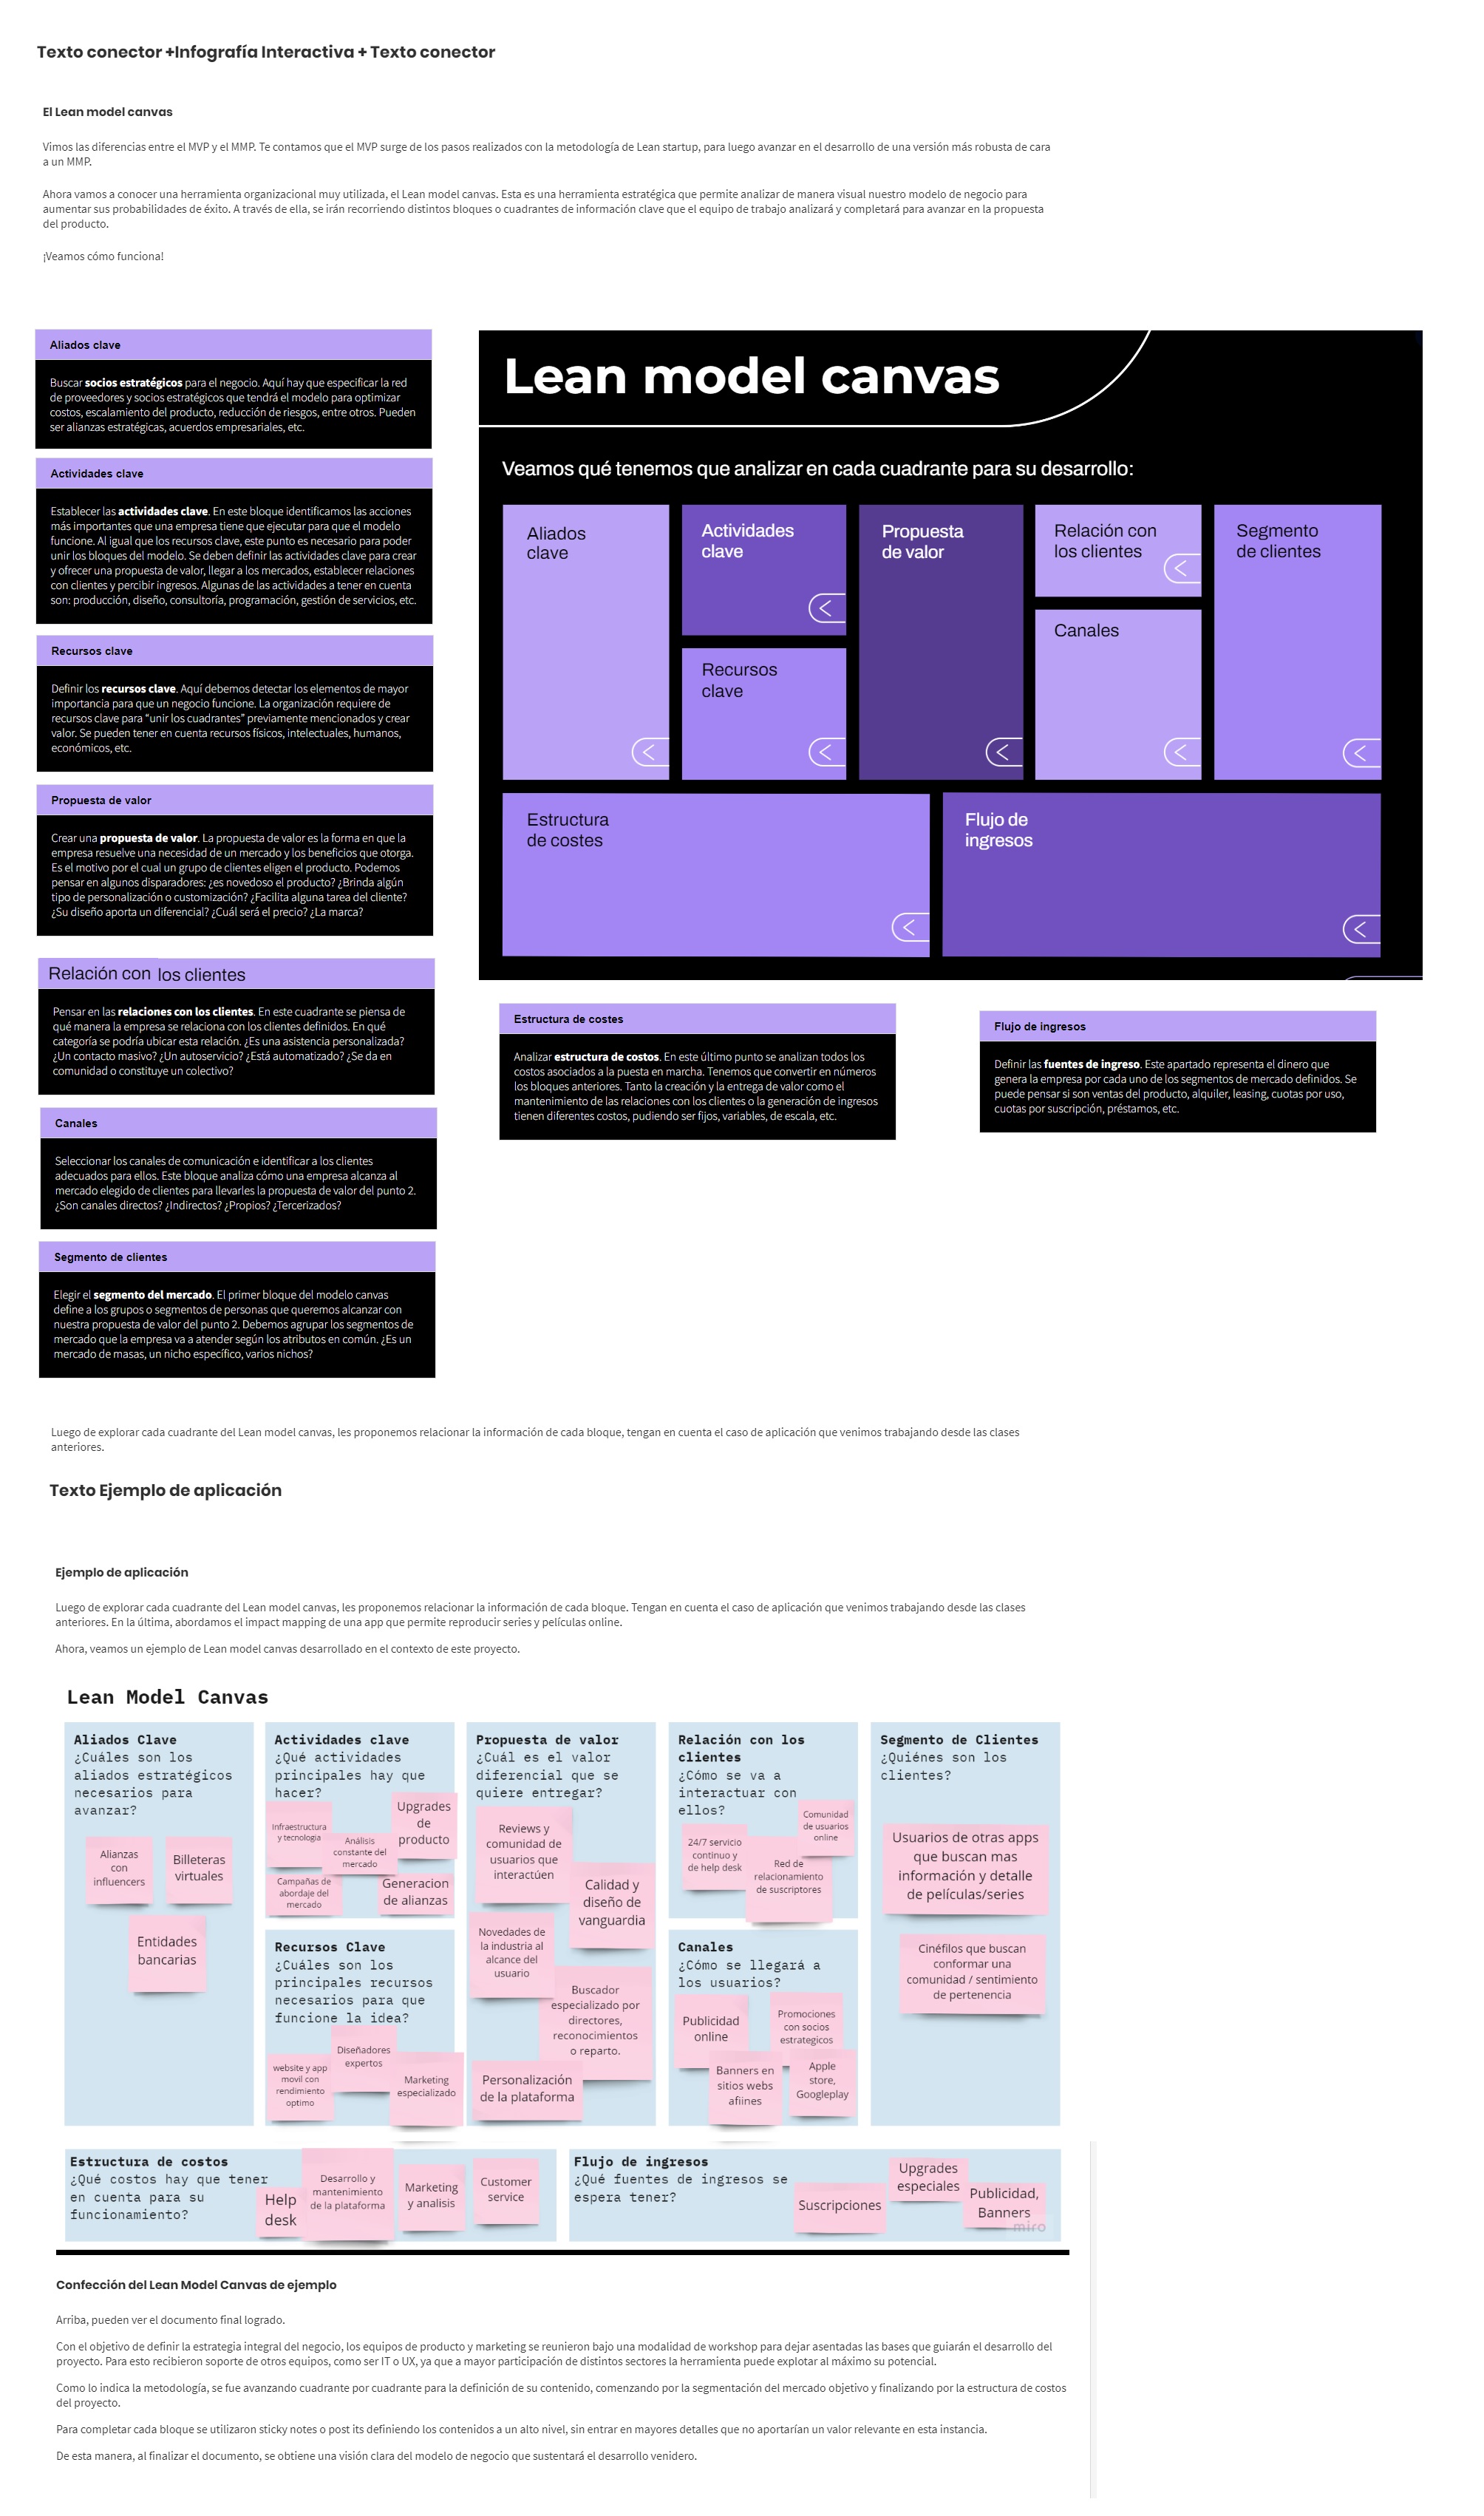 Texto conector +Infografía Interactiva + Texto conector
El Lean model canvas
Vimos las diferencias entre el MVP y el MMP. Te contamos que el MVP surge de los pasos realizados con la metodología de Lean startup, para luego avanzar en el desarrollo de una versión más robusta de cara
a un MMP.
Ahora vamos a conocer una herramienta organizacional muy utilizada, el Lean model canvas. Esta es una herramienta estratégica que permite analizar de manera visual nuestro modelo de negocio para
aumentar sus probabilidades de éxito. A través de ella, se irán recorriendo distintos bloques o cuadrantes de información clave que el equipo de trabajo analizará y completará para avanzar en la propuesta
del producto.
¡Veamos cómo funciona!
Aliados clave
Buscar socios estratégicos para el negocio. Aquí hay que especificar la red
de proveedores y socios estratégicos que tendrá el modelo para optimizar
costos, escalamiento del producto, reducción de riesgos, entre otros. Pueden
ser alianzas estratégicas, acuerdos empresariales, etc.
Actividades clave
Establecer las actividades clave. En este bloque identificamos las acciones
más importantes que una empresa tiene que ejecutar para que el modelo
funcione. Al igual que los recursos clave, este punto es necesario para poder
unir los bloques del modelo. Se deben definir las actividades clave para crear
y ofrecer una propuesta de valor, llegar a los mercados, establecer relaciones
con clientes y percibir ingresos. Algunas de las actividades a tener en cuenta
son: producción, diseño, consultoría, programación, gestión de servicios, etc.
Recursos clave
Definir los recursos clave. Aquí debemos detectar los elementos de mayor
importancia para que un negocio funcione. La organización requiere de
recursos clave para “unir los cuadrantes” previamente mencionados y crear
valor. Se pueden tener en cuenta recursos físicos, intelectuales, humanos,
económicos, etc.
Propuesta de valor
Crear una propuesta de valor. La propuesta de valor es la forma en que la
empresa resuelve una necesidad de un mercado y los beneficios que otorga.
Es el motivo por el cual un grupo de clientes eligen el producto. Podemos
pensar en algunos disparadores: ¿es novedoso el producto? ¿Brinda algún
tipo de personalización o customización? ¿Facilita alguna tarea del cliente?
¿Su diseño aporta un diferencial? ¿Cuál será el precio? ¿La marca?
Relación con los clientes
Pensar en las relaciones con los clientes. En este cuadrante se piensa de
qué manera la empresa se relaciona con los clientes definidos. En qué
categoría se podría ubicar esta relación. ¿Es una asistencia personalizada?
¿Un contacto masivo? ¿Un autoservicio? ¿Está automatizado? ¿Se da en
comunidad o constituye un colectivo?
Canales
Seleccionar los canales de comunicación e identificar a los clientes
adecuados para ellos. Este bloque analiza cómo una empresa alcanza al
mercado elegido de clientes para llevarles la propuesta de valor del punto 2.
¿Son canales directos? ¿Indirectos? ¿Propios? ¿Tercerizados?
Segmento de clientes
Elegir el segmento del mercado. El primer bloque del modelo canvas
define a los grupos o segmentos de personas que queremos alcanzar con
nuestra propuesta de valor del punto 2. Debemos agrupar los segmentos de
mercado que la empresa va a atender según los atributos en común. ¿Es un
mercado de masas, un nicho específico, varios nichos?
Lean model canvas
Veamos qué tenemos que analizar en cada cuadrante para su desarrollo:
Aliados
clave
Actividades
clave
Recursos
clave
Propuesta
de valor
Relación con
los clientes
Canales
Segmento
de clientes
Estructura
de costes
Flujo de
ingresos
Estructura de costes
Analizar estructura de costos. En este último punto se analizan todos los
costos asociados a la puesta en marcha. Tenemos que convertir en números
los bloques anteriores. Tanto la creación y la entrega de valor como el
mantenimiento de las relaciones con los clientes o la generación de ingresos
tienen diferentes costos, pudiendo ser fijos, variables, de escala, etc.
Flujo de ingresos
Definir las fuentes de ingreso. Este apartado representa el dinero que
genera la empresa por cada uno de los segmentos de mercado definidos. Se
puede pensar si son ventas del producto, alquiler, leasing, cuotas por uso,
cuotas por suscripción, préstamos, etc.
Luego de explorar cada cuadrante del Lean model canvas, les proponemos relacionar la información de cada bloque, tengan en cuenta el caso de aplicación que venimos trabajando desde las clases
anteriores.
Texto Ejemplo de aplicación
Ejemplo de aplicación
Luego de explorar cada cuadrante del Lean model canvas, les proponemos relacionar la información de cada bloque. Tengan en cuenta el caso de aplicación que venimos trabajando desde las clases
anteriores. En la última, abordamos el impact mapping de una app que permite reproducir series y películas online.
Ahora, veamos un ejemplo de Lean model canvas desarrollado en el contexto de este proyecto.
Lean Model Canvas
Aliados Clave
¿Cuáles son los
aliados estratégicos
necesarios para
avanzar?
Alianzas
con
influencers
Billeteras
virtuales
Entidades
bancarias
Actividades clave
¿Qué actividades
principales hay que
hacer?
Infraestructura
y tecnologia
Análisis
constante del
mercado
Upgrades
de
producto
Campañas de
abordaje del
mercado
Generacion
de alianzas
Recursos Clave
¿Cuáles son los
principales recursos
necesarios para que
funcione la idea?
website y app
movil con
rendimiento
optimo
Diseñadores
expertos
Marketing
especializado
Propuesta de valor
¿Cuál es el valor
diferencial que se
quiere entregar?
Reviews y
comunidad de
usuarios que
interactúen
Calidad y
diseño de
vanguardia
Novedades de
la industria al
alcance del
usuario
Buscador
especializado por
directores,
reconocimientos
o reparto.
Personalización
de la plataforma
Relación con los
clientes
¿Cómo se va a
interactuar con
ellos?
24/7 servicio
continuo y
de help desk
Comunidad
de usuarios
online
Red de
relacionamiento
de suscriptores
Canales
¿Cómo se llegará a
los usuarios?
Publicidad
online
Promociones
con socios
estrategicos
Banners en
sitios webs
afiines
Apple
store,
Googleplay
Segmento de Clientes
¿Quiénes son los
clientes?
Usuarios de otras apps
que buscan mas
información y detalle
de películas/series
Cinéfilos que buscan
conformar una
comunidad / sentimiento
de pertenencia
Estructura de costos
¿Qué costos hay que tener
en cuenta para su
funcionamiento?
Help
desk
Desarrollo y
mantenimiento
de la plataforma
Marketing
y analisis
Customer
service
Flujo de ingresos
¿Qué fuentes de ingresos se
espera tener?
Suscripciones
Upgrades
especiales
Publicidad,
Banners
miro
Confección del Lean Model Canvas de ejemplo
Arriba, pueden ver el documento final logrado.
Con el objetivo de definir la estrategia integral del negocio, los equipos de producto y marketing se reunieron bajo una modalidad de workshop para dejar asentadas las bases que guiarán el desarrollo del
proyecto. Para esto recibieron soporte de otros equipos, como ser IT o UX, ya que a mayor participación de distintos sectores la herramienta puede explotar al máximo su potencial.
Como lo indica la metodología, se fue avanzando cuadrante por cuadrante para la definición de su contenido, comenzando por la segmentación del mercado objetivo y finalizando por la estructura de costos
del proyecto.
Para completar cada bloque se utilizaron sticky notes o post its definiendo los contenidos a un alto nivel, sin entrar en mayores detalles que no aportarían un valor relevante en esta instancia.
De esta manera, al finalizar el documento, se obtiene una visión clara del modelo de negocio que sustentará el desarrollo venidero.